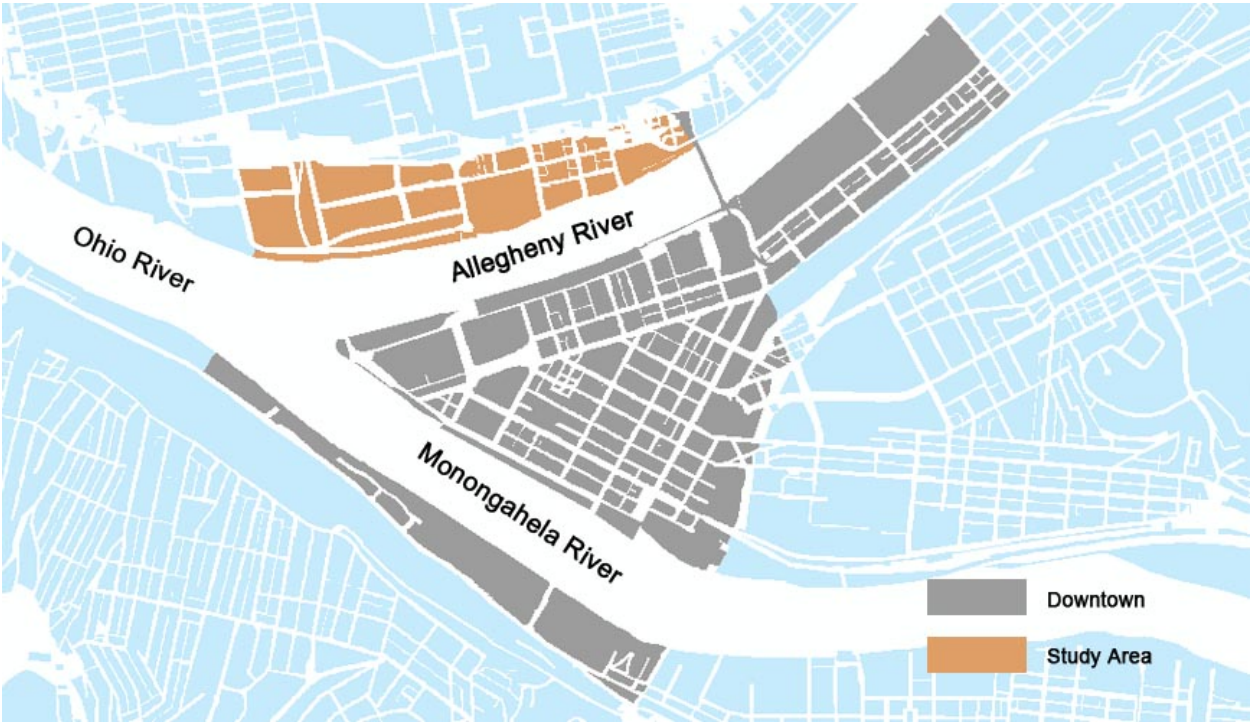 Ohio River
Allegheny River
Monongahela River
Downtown
Study Area